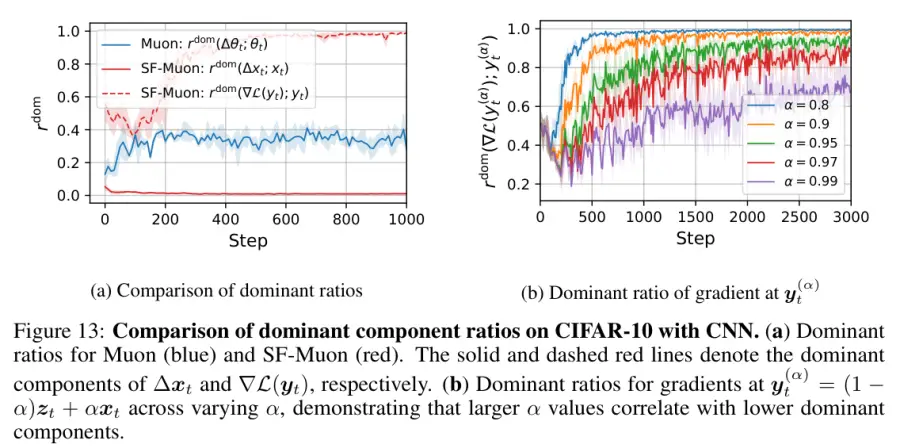 1.0
0.8
0.6
0.4
0.2
0.0
r^dom
Muon: r^dom(Δθ_t; θ_t)
SF-Muon: r^dom(Δx_t; x_t)
SF-Muon: r^dom(∇ℒ(y_t); y_t)
0 200 400 600 800 1000
Step
(a) Comparison of dominant ratios
1.0
0.8
0.6
0.4
0.2
r^dom(∇ℒ(y_t^(α)); y_t^(α))
α = 0.8
α = 0.9
α = 0.95
α = 0.97
α = 0.99
0 500 1000 1500 2000 2500 3000
Step
(b) Dominant ratio of gradient at y_t^(α)
Figure 13: Comparison of dominant component ratios on CIFAR-10 with CNN. (a) Dominant
ratios for Muon (blue) and SF-Muon (red). The solid and dashed red lines denote the dominant
components of Δx_t and ∇ℒ(y_t), respectively. (b) Dominant ratios for gradients at y_t^(α) = (1 −
α)z_t + αx_t across varying α, demonstrating that larger α values correlate with lower dominant
components.